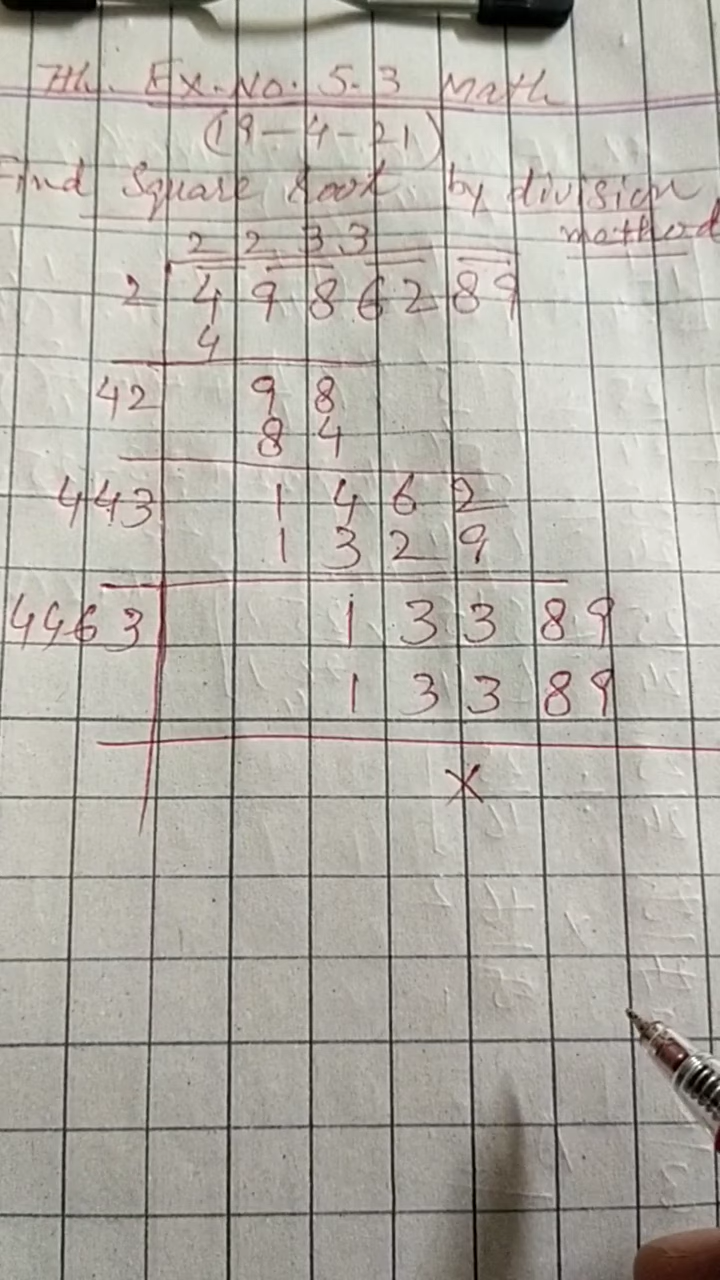 7th. Ex. No. 5.3 Math
(19-4-21)
Find Square Root by division method
2 2 3 3
2 4 9 8 6 2 8 9
4
42 9 8
8 4
443 1 4 6 2
1 3 2 9
4463 1 3 3 8 9
1 3 3 8 9
x